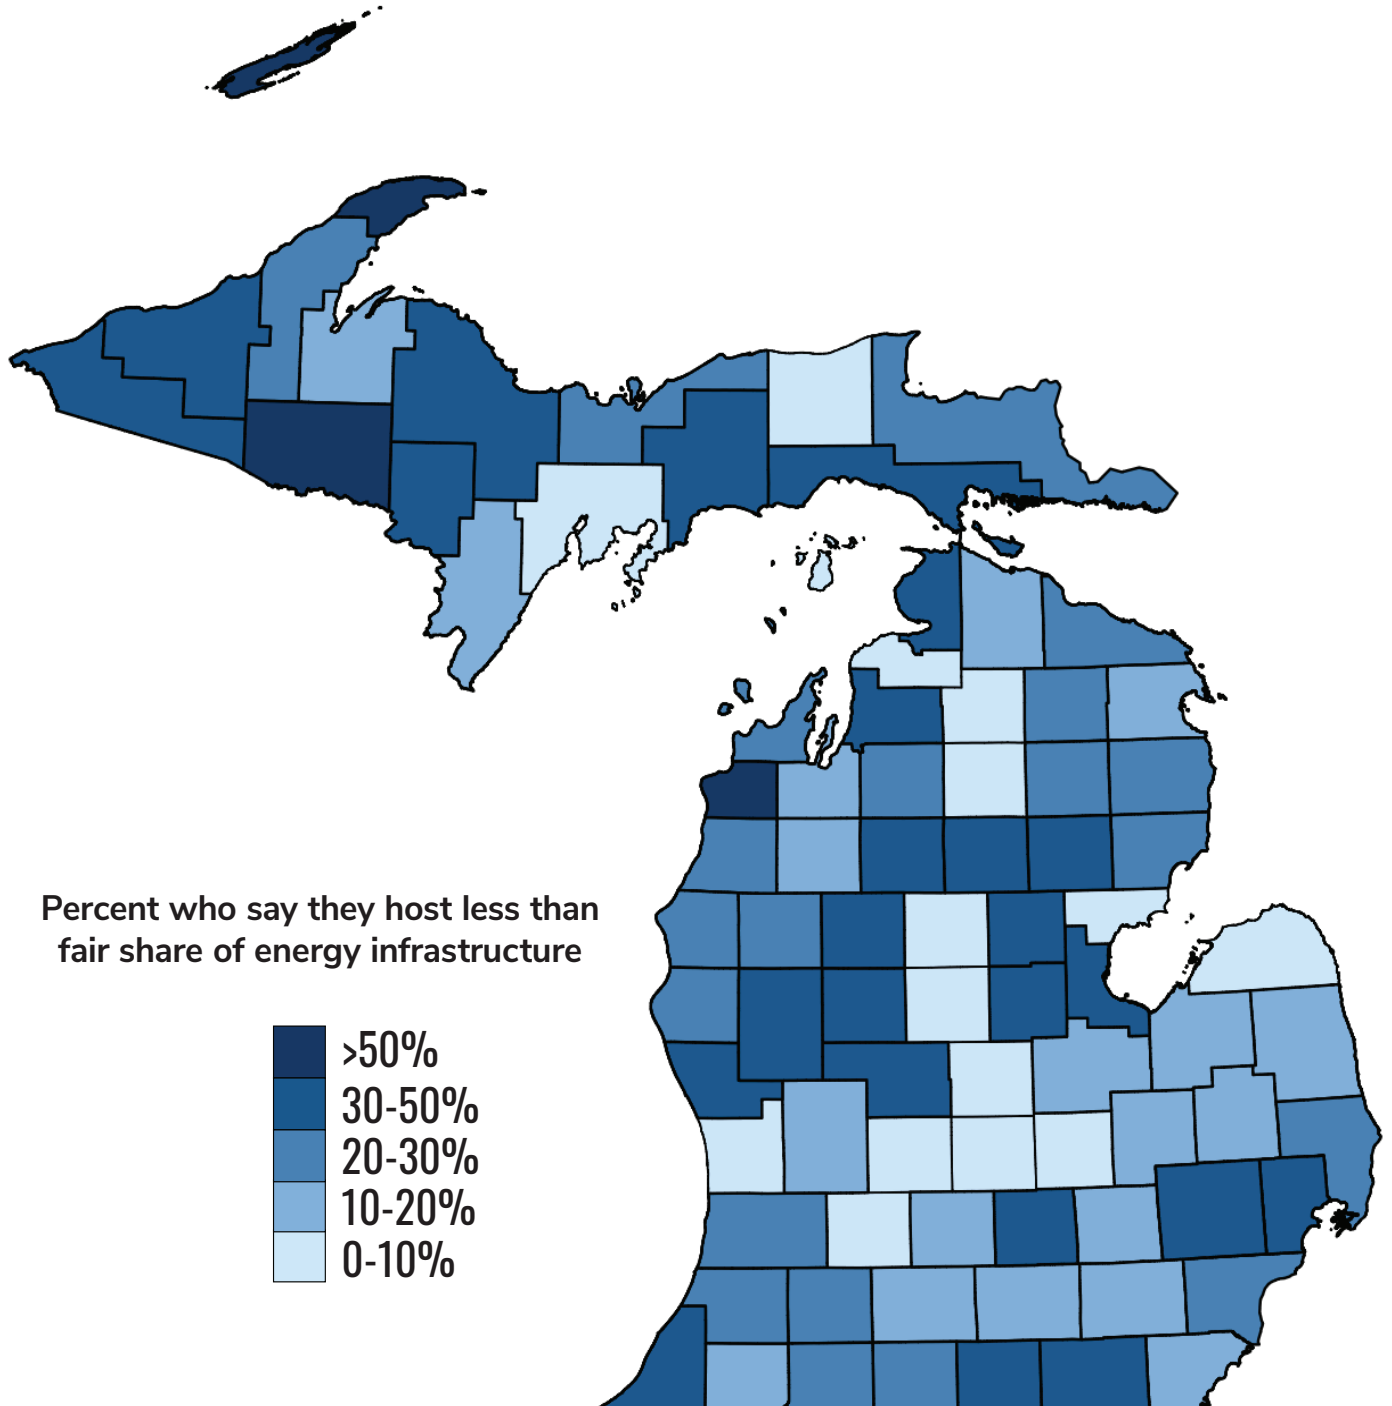 Percent who say they host less than
fair share of energy infrastructure
>50%
30-50%
20-30%
10-20%
0-10%